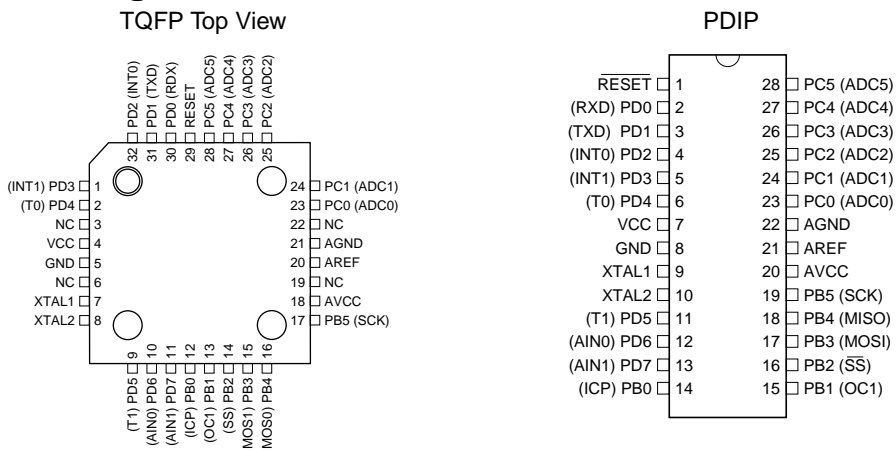 TQFP Top View
PD2 (INT0)
PD1 (TXD)
PD0 (RDX)
RESET
PC5 (ADC5)
PC4 (ADC4)
PC3 (ADC3)
PC2 (ADC2)
32
31
30
29
28
27
26
25
(INT1) PD3 1
(T0) PD4 2
NC 3
VCC 4
GND 5
NC 6
XTAL1 7
XTAL2 8
24 PC1 (ADC1)
23 PC0 (ADC0)
22 NC
21 AGND
20 AREF
19 NC
18 AVCC
17 PB5 (SCK)
9
10
11
12
13
14
15
16
(T1) PD5
(AIN0) PD6
(AIN1) PD7
(ICP) PB0
(OC1) PB1
(SS) PB2
MOS1) PB3
MOS0) PB4
PDIP
RESET 1 28 PC5 (ADC5)
(RXD) PD0 2 27 PC4 (ADC4)
(TXD) PD1 3 26 PC3 (ADC3)
(INT0) PD2 4 25 PC2 (ADC2)
(INT1) PD3 5 24 PC1 (ADC1)
(T0) PD4 6 23 PC0 (ADC0)
VCC 7 22 AGND
GND 8 21 AREF
XTAL1 9 20 AVCC
XTAL2 10 19 PB5 (SCK)
(T1) PD5 11 18 PB4 (MISO)
(AIN0) PD6 12 17 PB3 (MOSI)
(AIN1) PD7 13 16 PB2 (SS)
(ICP) PB0 14 15 PB1 (OC1)